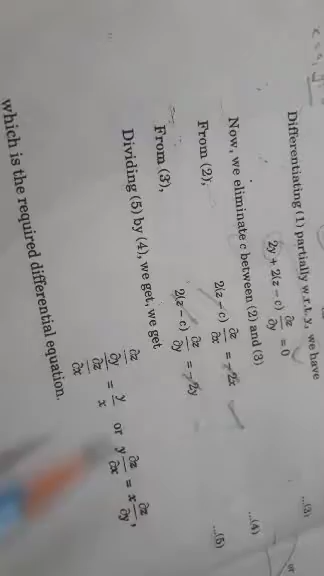 Differentiating (1) partially w.r.t. y, we have
2y + 2(z − c) ∂z/∂y = 0 ...(3)
Now, we eliminate c between (2) and (3)
From (2), 2(z − c) ∂z/∂x = −2x ...(4)
From (3), 2(z − c) ∂z/∂y = −2y ...(5)
Dividing (5) by (4), we get, we get
∂z/∂y / ∂z/∂x = y/x or y ∂z/∂x = x ∂z/∂y,
which is the required differential equation.